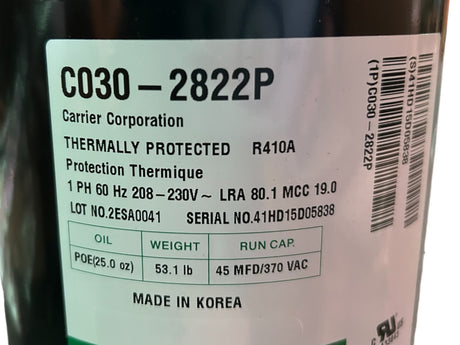 C030-2822P
Carrier Corporation
THERMALLY PROTECTED R410A
Protection Thermique
1 PH 60 Hz 208-230V~ LRA 80.1 MCC 19.0
LOT NO.2ESA0041 SERIAL NO.41HD15D05838
OIL WEIGHT RUN CAP.
POE(25.0 oz) 53.1 lb 45 MFD/370 VAC
MADE IN KOREA
(1P)C030-2822P
(S)41HD15D05838
C US